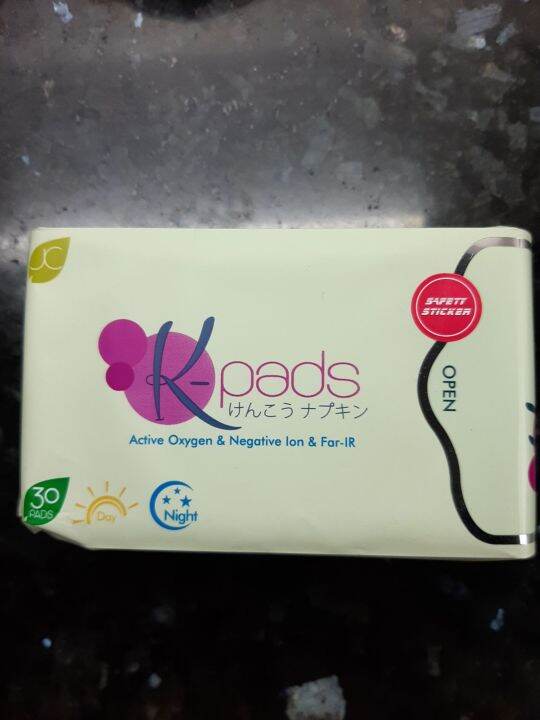 JC
SAFETY
STICKER
K-pads
けんこう ナプキン
OPEN
Active Oxygen & Negative Ion & Far-IR
30
PADS
Day
Night